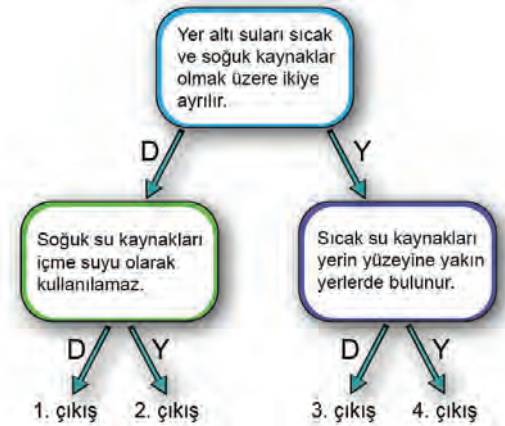 Yer altı suları sıcak
ve soğuk kaynaklar
olmak üzere ikiye
ayrılır.
D
Y
Soğuk su kaynakları
içme suyu olarak
kullanılamaz.
Sıcak su kaynakları
yerin yüzeyine yakın
yerlerde bulunur.
D
Y
D
Y
1. çıkış
2. çıkış
3. çıkış
4. çıkış